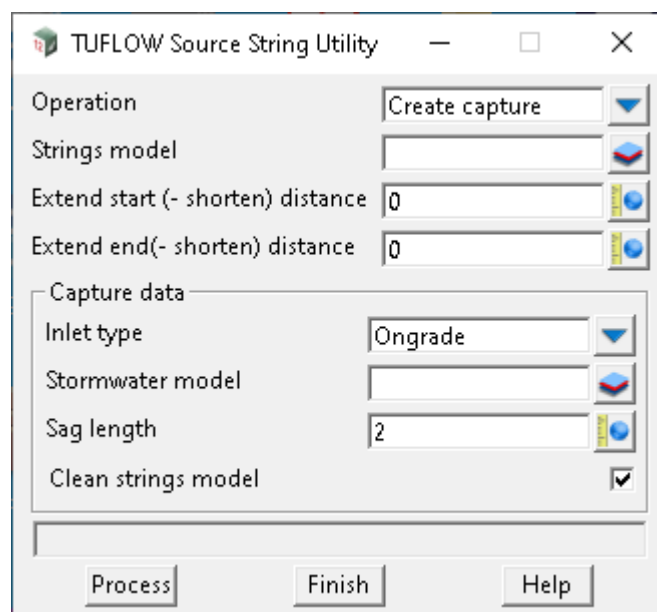 TUFLOW Source String Utility
Operation
Create capture
Strings model
Extend start (- shorten) distance
0
Extend end(- shorten) distance
0
Capture data
Inlet type
Ongrade
Stormwater model
Sag length
2
Clean strings model
Process
Finish
Help